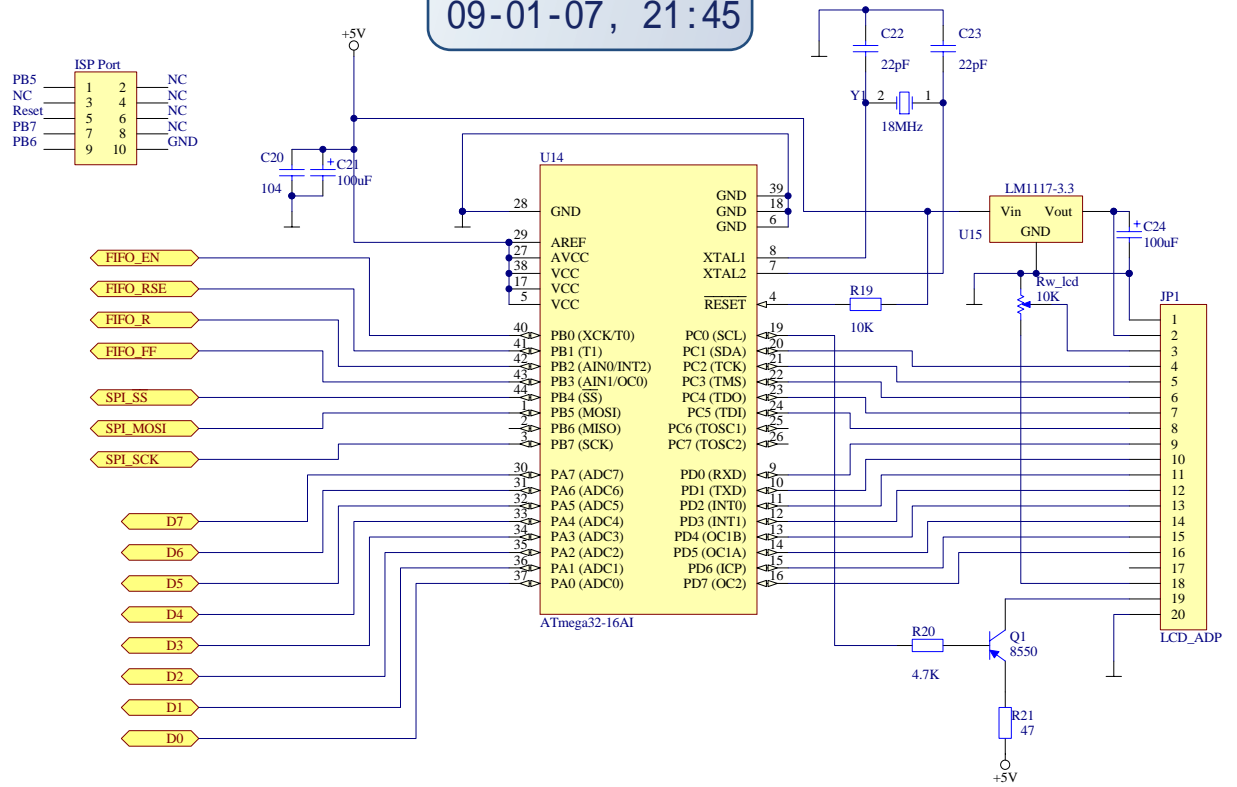 09-01-07, 21:45
+5V
ISP Port
PB5 1 2 NC
NC 3 4 NC
Reset 5 6 NC
PB7 7 8 NC
PB6 9 10 GND
C20
104
+
C21
100uF
C22
22pF
C23
22pF
Y1 2 1
18MHz
U14
28 GND
29 AREF
27 AVCC
38 VCC
17 VCC
5 VCC
40 PB0 (XCK/T0)
41 PB1 (T1)
42 PB2 (AIN0/INT2)
43 PB3 (AIN1/OC0)
44 PB4 (SS)
1 PB5 (MOSI)
2 PB6 (MISO)
3 PB7 (SCK)
30 PA7 (ADC7)
31 PA6 (ADC6)
32 PA5 (ADC5)
33 PA4 (ADC4)
34 PA3 (ADC3)
35 PA2 (ADC2)
36 PA1 (ADC1)
37 PA0 (ADC0)
GND 39
GND 18
GND 6
XTAL1 8
XTAL2 7
RESET 4
PC0 (SCL) 19
PC1 (SDA) 20
PC2 (TCK) 21
PC3 (TMS) 22
PC4 (TDO) 23
PC5 (TDI) 24
PC6 (TOSC1) 25
PC7 (TOSC2) 26
PD0 (RXD) 9
PD1 (TXD) 10
PD2 (INT0) 11
PD3 (INT1) 12
PD4 (OC1B) 13
PD5 (OC1A) 14
PD6 (ICP) 15
PD7 (OC2) 16
ATmega32-16AI
FIFO_EN
FIFO_RSE
FIFO_R
FIFO_FF
SPI_SS
SPI_MOSI
SPI_SCK
D7
D6
D5
D4
D3
D2
D1
D0
R19
10K
LM1117-3.3
Vin Vout
GND
U15
+
C24
100uF
Rw_lcd
10K
JP1
1
2
3
4
5
6
7
8
9
10
11
12
13
14
15
16
17
18
19
20
LCD_ADP
R20
4.7K
Q1
8550
R21
47
+5V